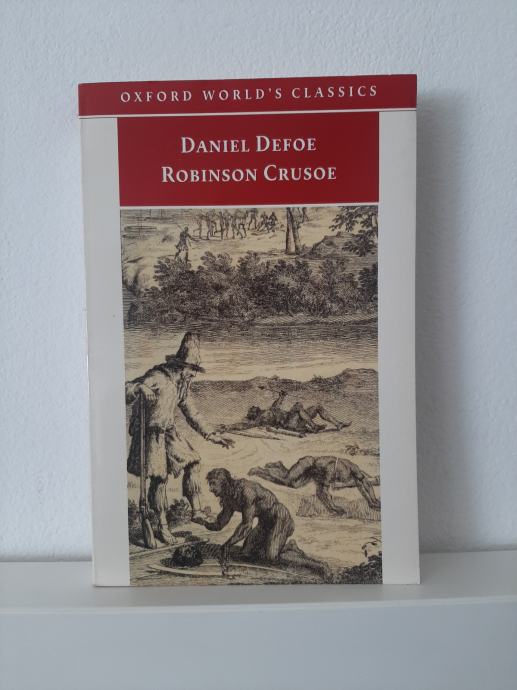 OXFORD WORLD'S CLASSICS
DANIEL DEFOE
ROBINSON CRUSOE